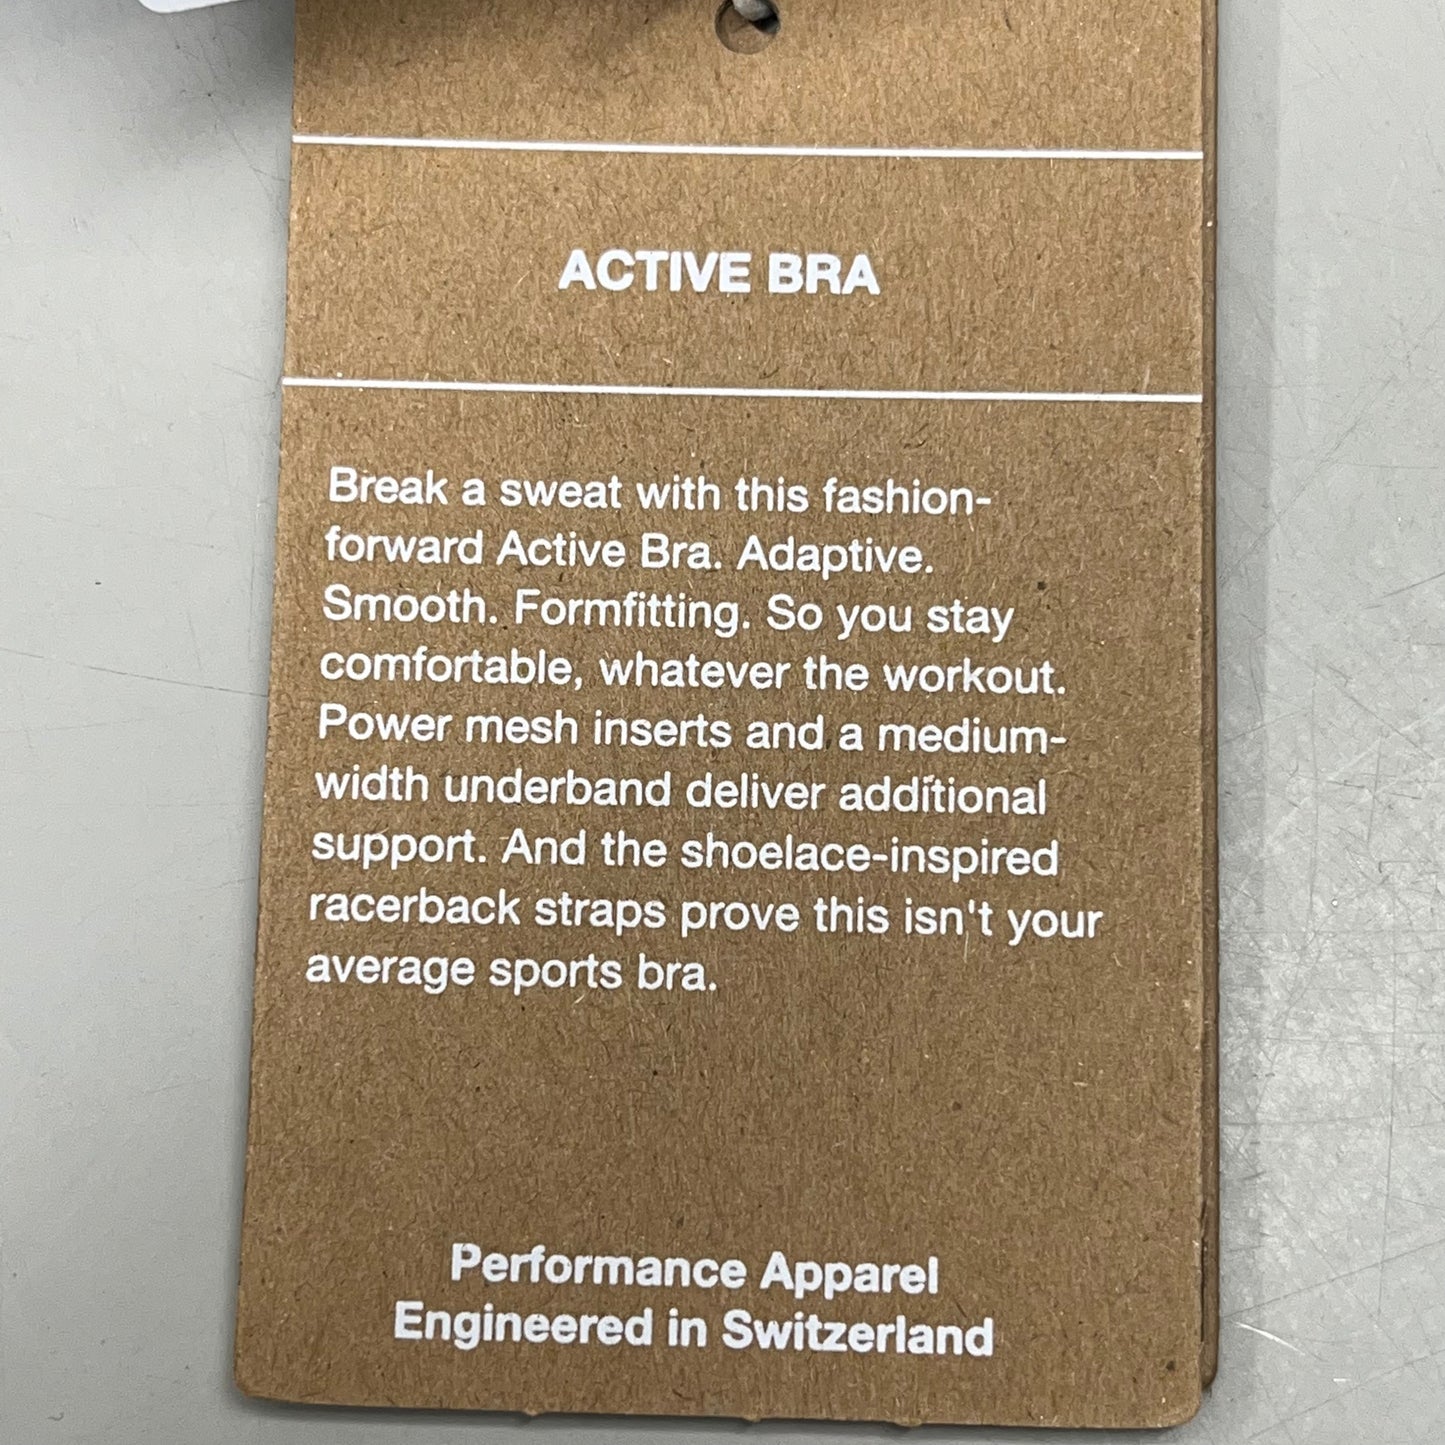 ACTIVE BRA
Break a sweat with this fashion-
forward Active Bra. Adaptive.
Smooth. Formfitting. So you stay
comfortable, whatever the workout.
Power mesh inserts and a medium-
width underband deliver additional
support. And the shoelace-inspired
racerback straps prove this isn't your
average sports bra.
Performance Apparel
Engineered in Switzerland